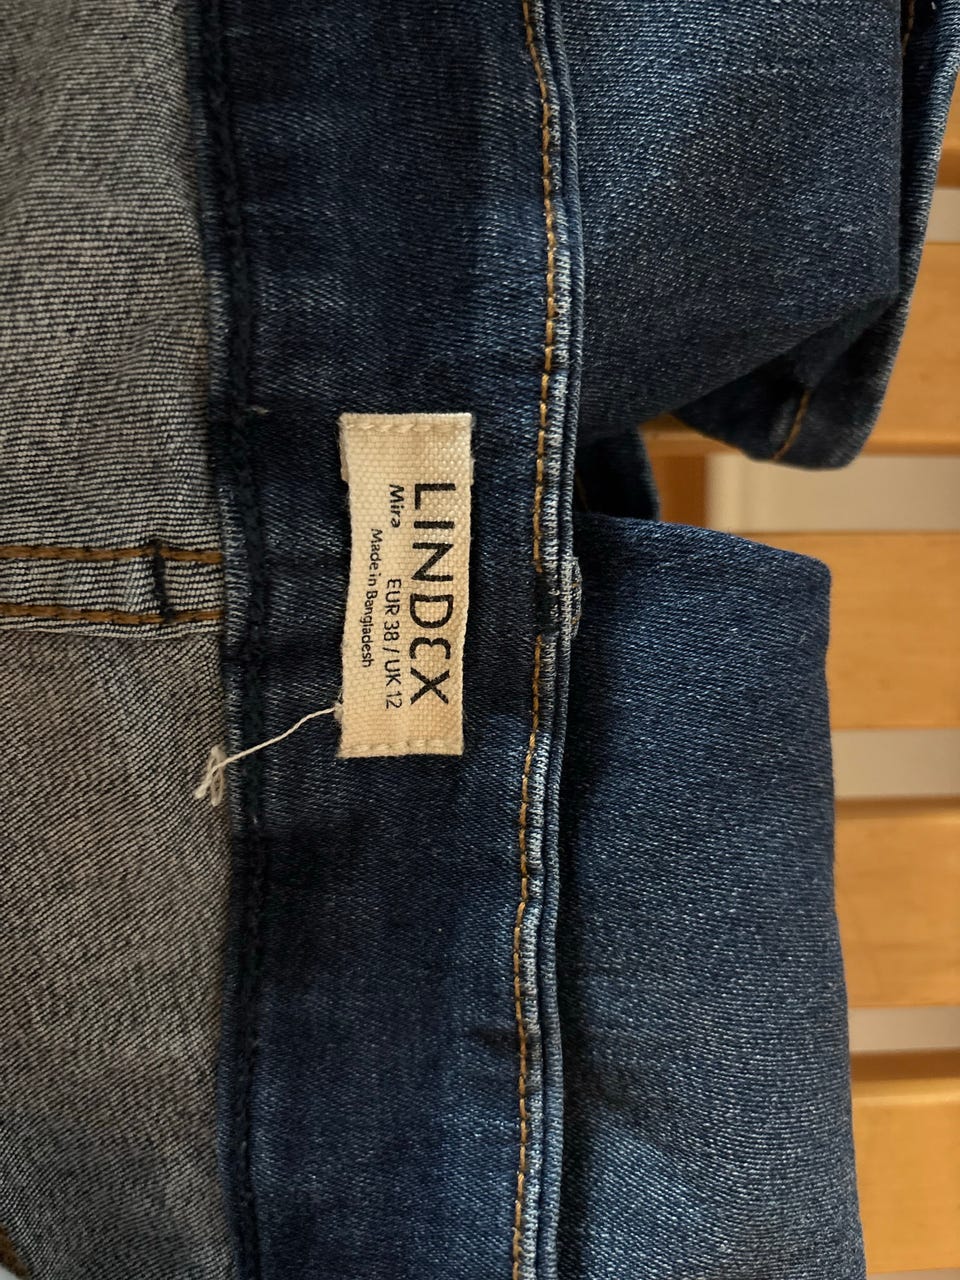 LINDEX
Mira EUR 38 / UK 12
Made in Bangladesh